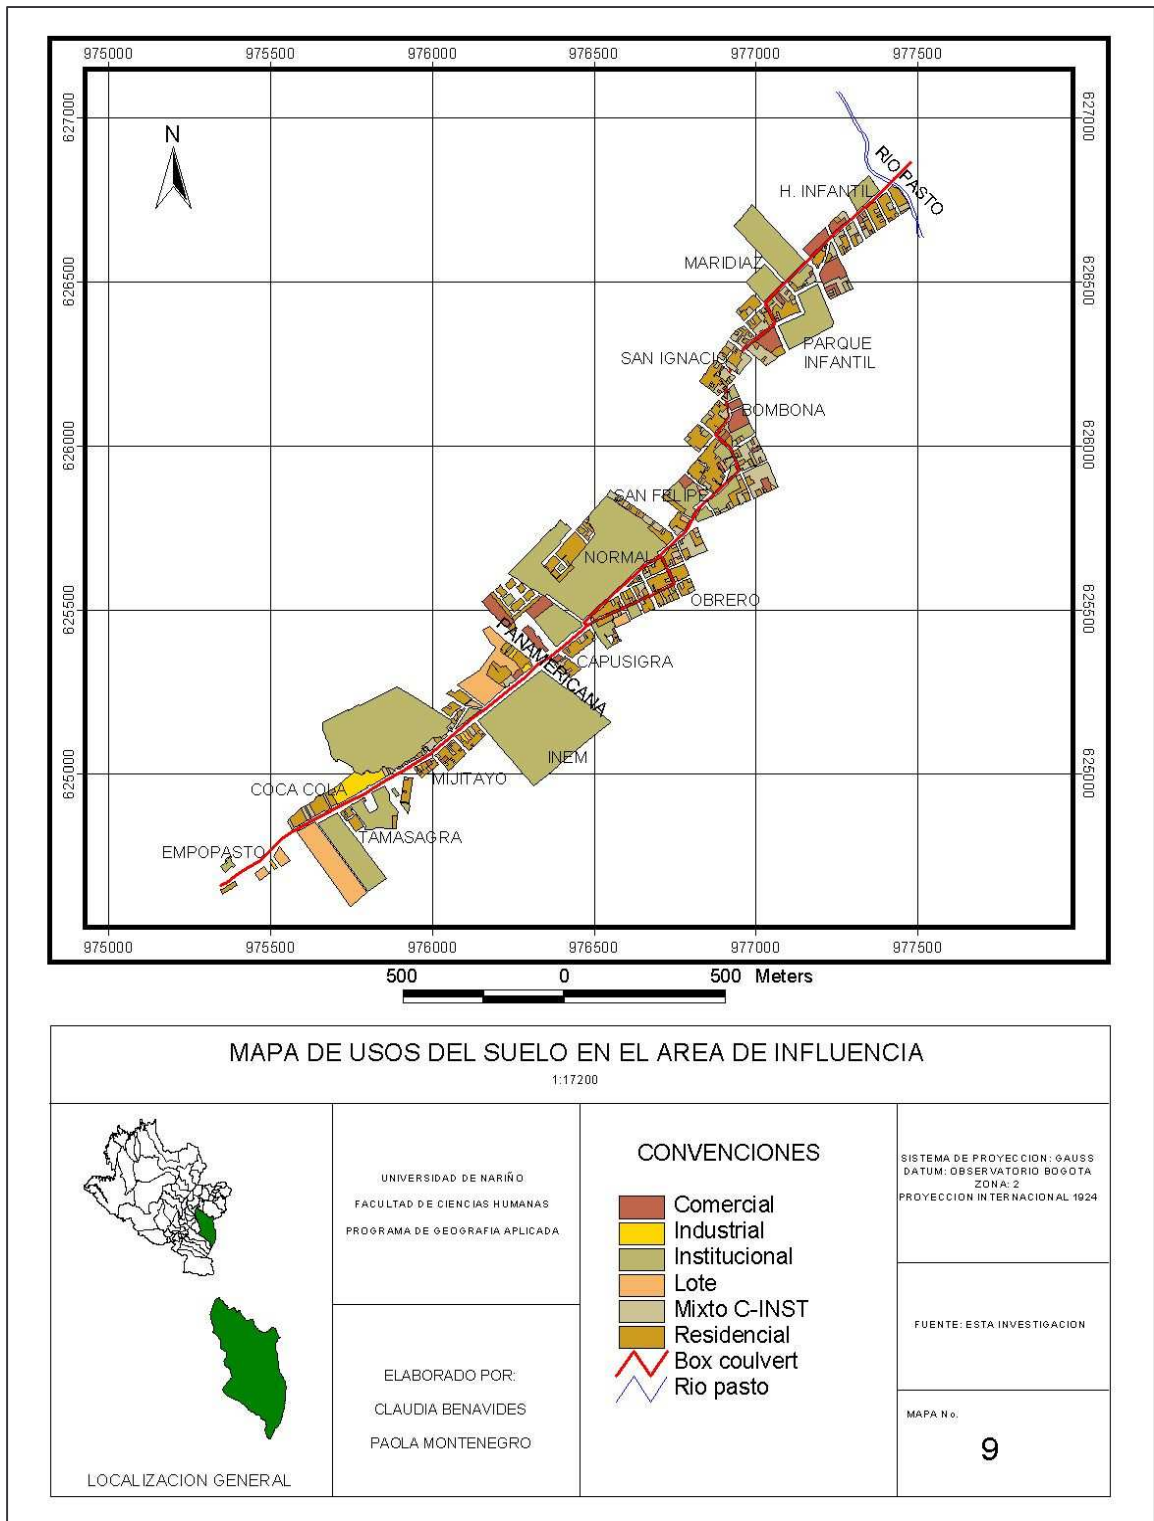 975000 975500 976000 976500 977000 977500
627000 627000
N
RIO PASTO
H. INFANTIL
MARIDIAZ
626500 626500
PARQUE
INFANTIL
SAN IGNACIO
BOMBONA
626000 626000
SAN FELIPE
NORMAL
OBRERO
625500 625500
PANAMERICANA
CAPUSIGRA
INEM
625000 625000
MIJITAYO
COCA COLA
TAMASAGRA
EMPOPASTO
975000 975500 976000 976500 977000 977500
500 0 500 Meters
MAPA DE USOS DEL SUELO EN EL AREA DE INFLUENCIA
1:17200
LOCALIZACION GENERAL
UNIVERSIDAD DE NARIÑO
FACULTAD DE CIENCIAS HUMANAS
PROGRAMA DE GEOGRAFIA APLICADA
ELABORADO POR:
CLAUDIA BENAVIDES
PAOLA MONTENEGRO
CONVENCIONES
Comercial
Industrial
Institucional
Lote
Mixto C-INST
Residencial
Box coulvert
Rio pasto
SISTEMA DE PROYECCION: GAUSS
DATUM: OBSERVATORIO BOGOTA
ZONA: 2
PROYECCION INTERNACIONAL 1924
FUENTE: ESTA INVESTIGACION
MAPA No.
9